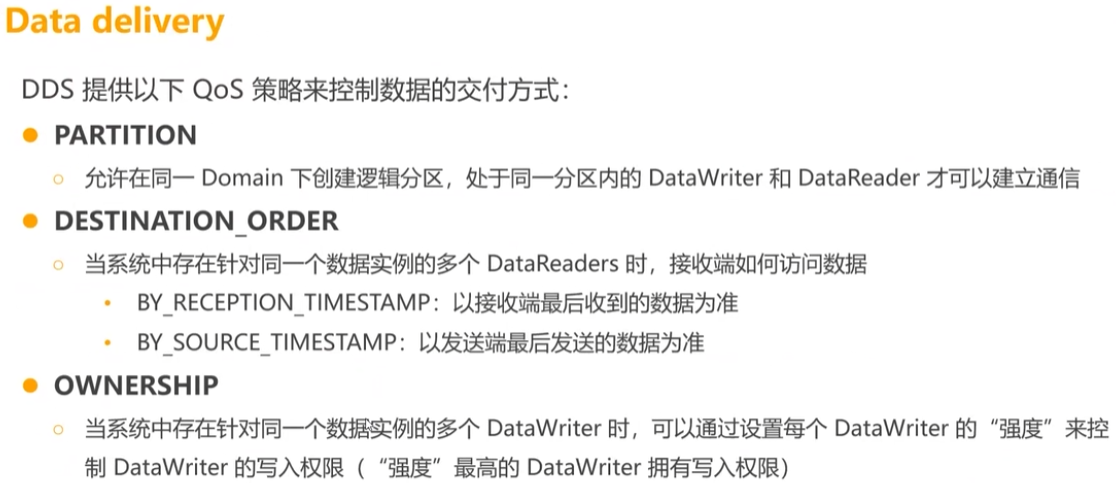 Data delivery
DDS 提供以下 QoS 策略来控制数据的交付方式：
PARTITION
允许在同一 Domain 下创建逻辑分区，处于同一分区内的 DataWriter 和 DataReader 才可以建立通信
DESTINATION_ORDER
当系统中存在针对同一个数据实例的多个 DataReaders 时，接收端如何访问数据
BY_RECEPTION_TIMESTAMP：以接收端最后收到的数据为准
BY_SOURCE_TIMESTAMP：以发送端最后发送的数据为准
OWNERSHIP
当系统中存在针对同一个数据实例的多个 DataWriter 时，可以通过设置每个 DataWriter 的“强度”来控
制 DataWriter 的写入权限（“强度”最高的 DataWriter 拥有写入权限）